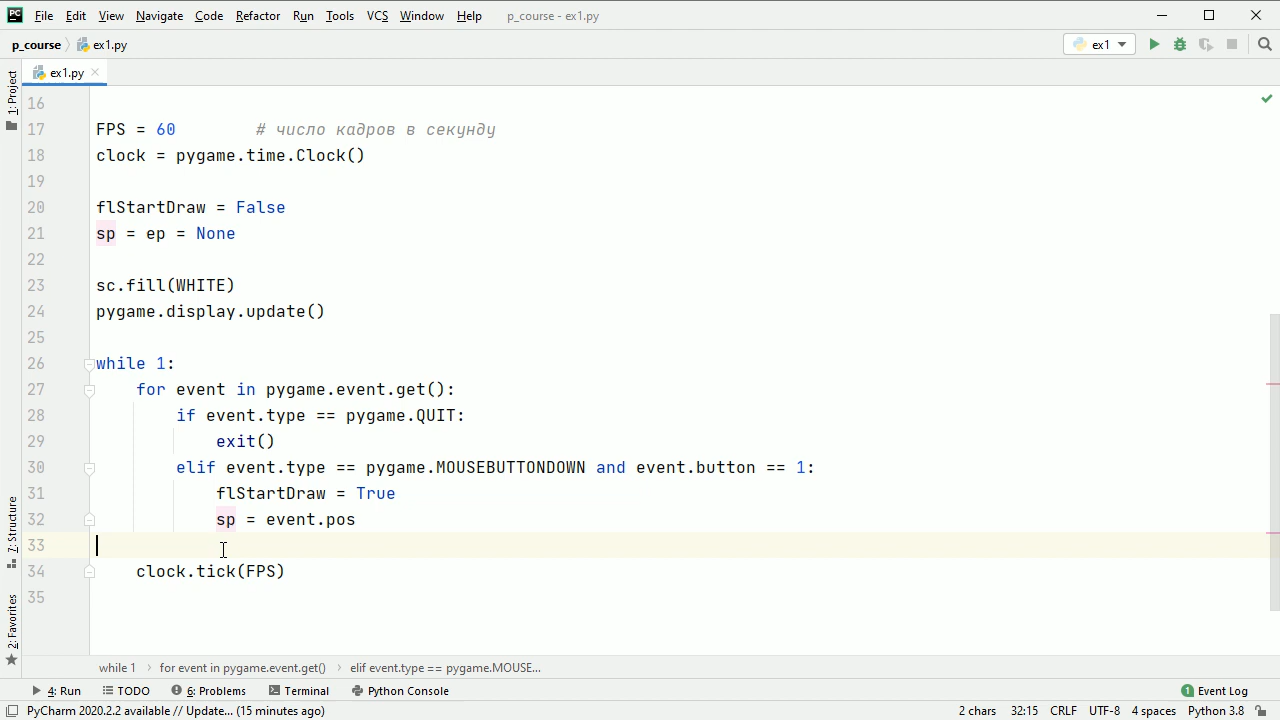 PC File Edit View Navigate Code Refactor Run Tools VCS Window Help p_course - ex1.py
p_course ex1.py ex1
1: Project
ex1.py
16
17 FPS = 60 # число кадров в секунду
18 clock = pygame.time.Clock()
19
20 flStartDraw = False
21 sp = ep = None
22
23 sc.fill(WHITE)
24 pygame.display.update()
25
26 while 1:
27 for event in pygame.event.get():
28 if event.type == pygame.QUIT:
29 exit()
30 elif event.type == pygame.MOUSEBUTTONDOWN and event.button == 1:
31 flStartDraw = True
32 sp = event.pos
33
34 clock.tick(FPS)
35
7: Structure
2: Favorites
while 1 for event in pygame.event.get() elif event.type == pygame.MOUSE...
4: Run TODO 6: Problems Terminal Python Console 1 Event Log
PyCharm 2020.2.2 available // Update... (15 minutes ago) 2 chars 32:15 CRLF UTF-8 4 spaces Python 3.8